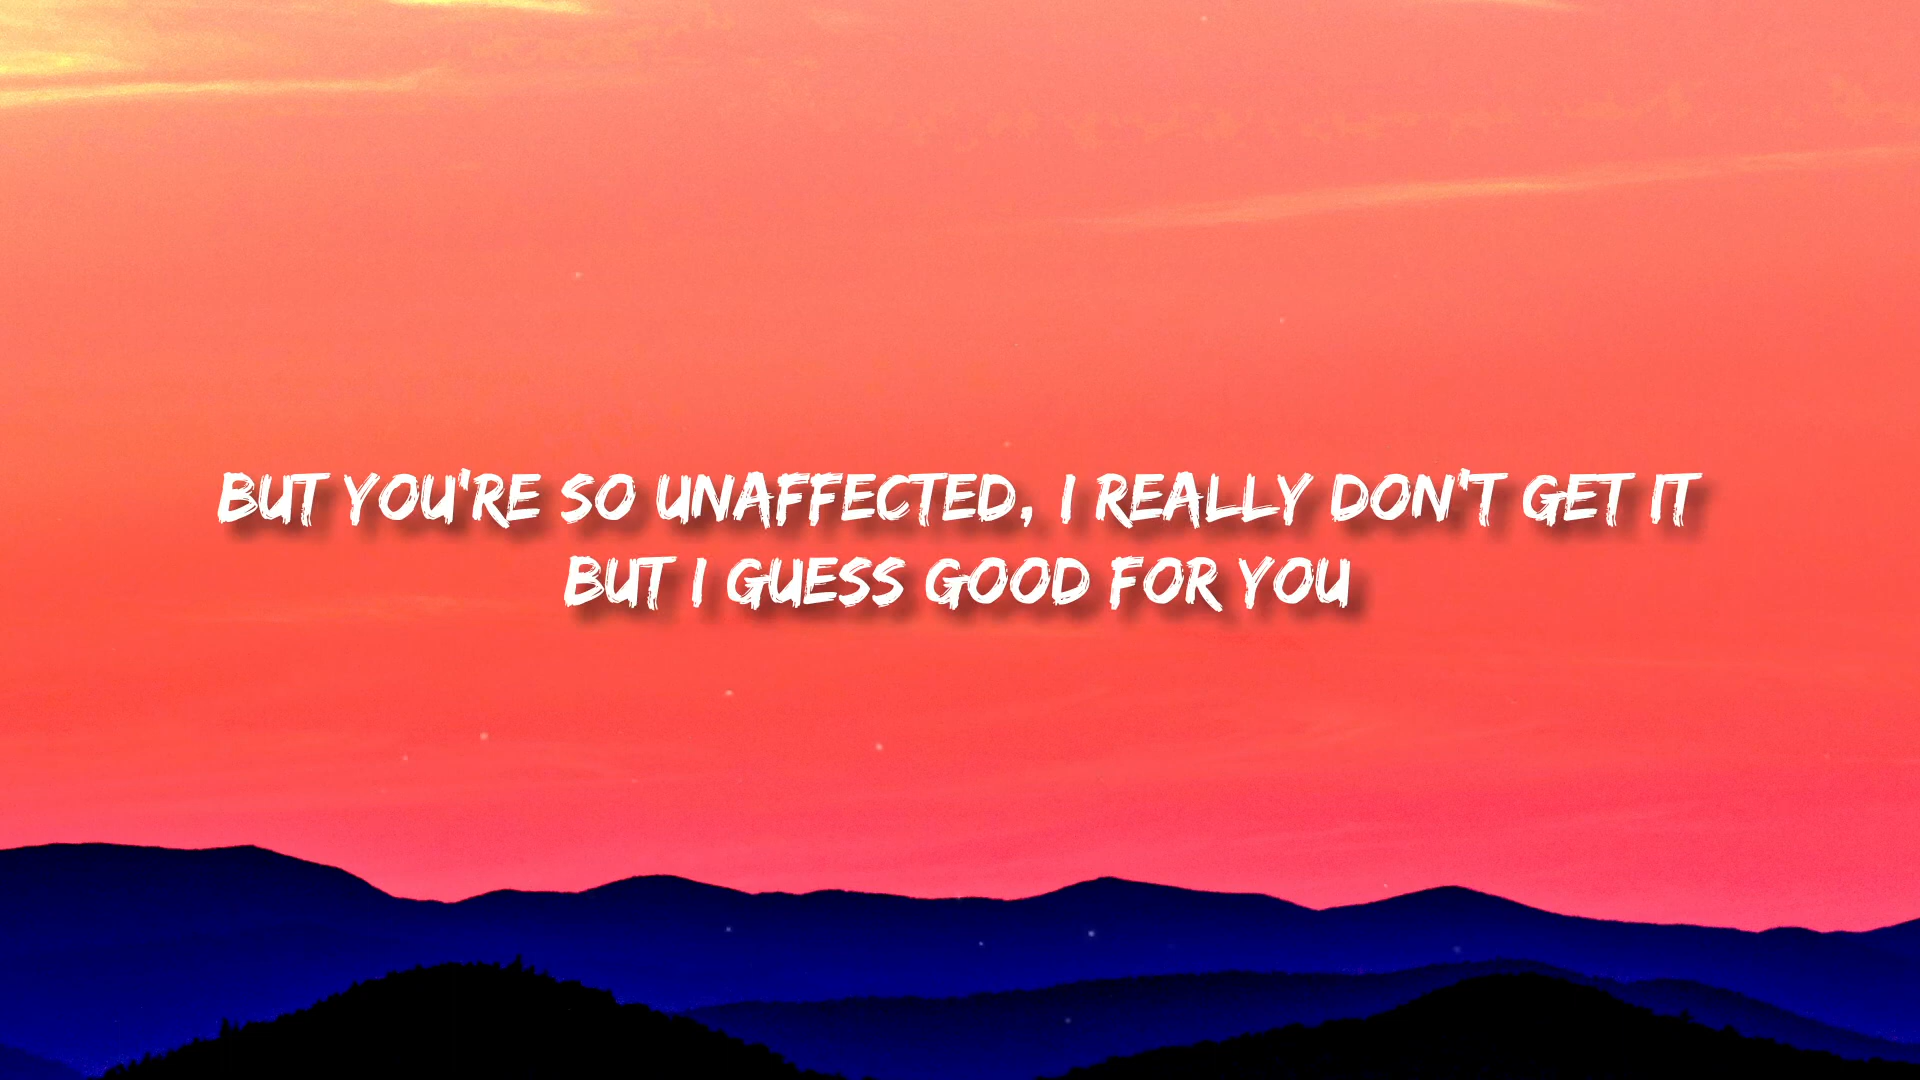 BUT YOU'RE SO UNAFFECTED, I REALLY DON'T GET IT
BUT I GUESS GOOD FOR YOU